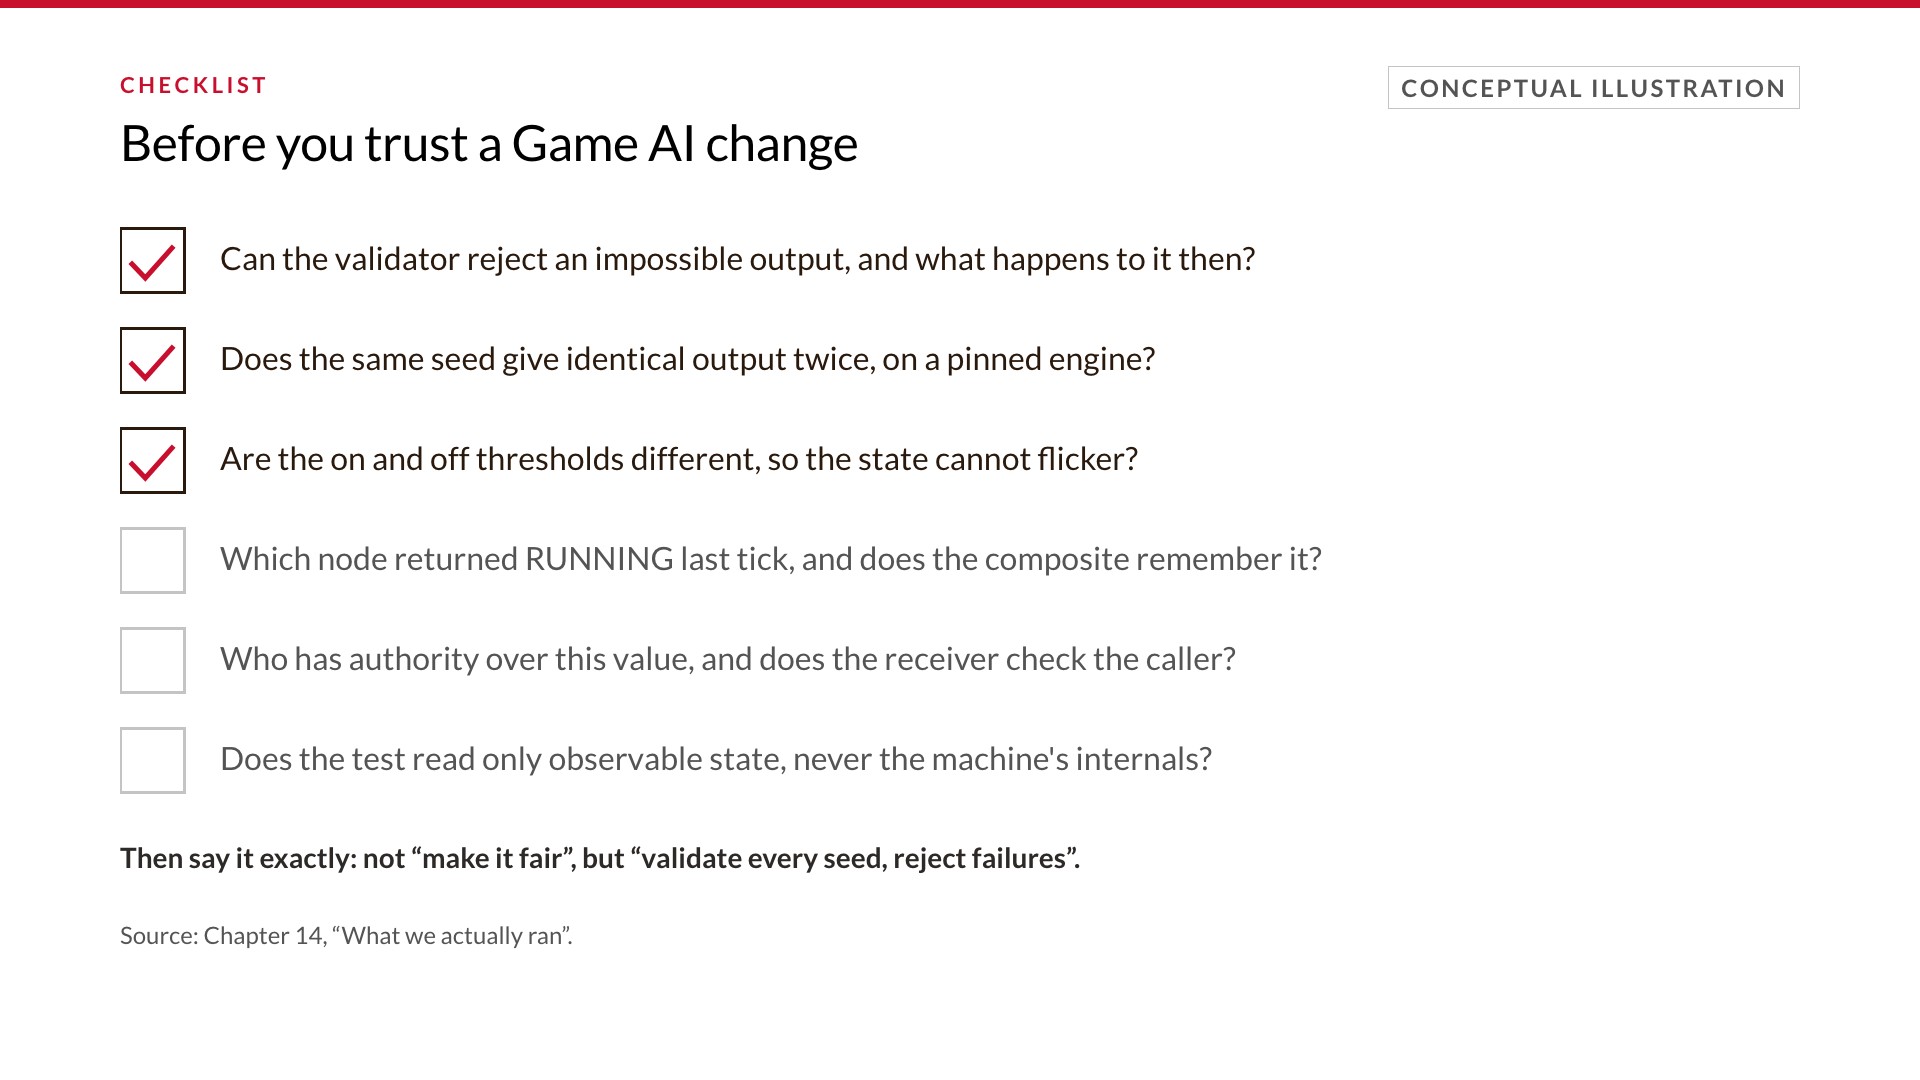 CHECKLIST
CONCEPTUAL ILLUSTRATION
Before you trust a Game AI change
Can the validator reject an impossible output, and what happens to it then?
Does the same seed give identical output twice, on a pinned engine?
Are the on and off thresholds different, so the state cannot flicker?
Which node returned RUNNING last tick, and does the composite remember it?
Who has authority over this value, and does the receiver check the caller?
Does the test read only observable state, never the machine's internals?
Then say it exactly: not “make it fair”, but “validate every seed, reject failures”.
Source: Chapter 14, “What we actually ran”.